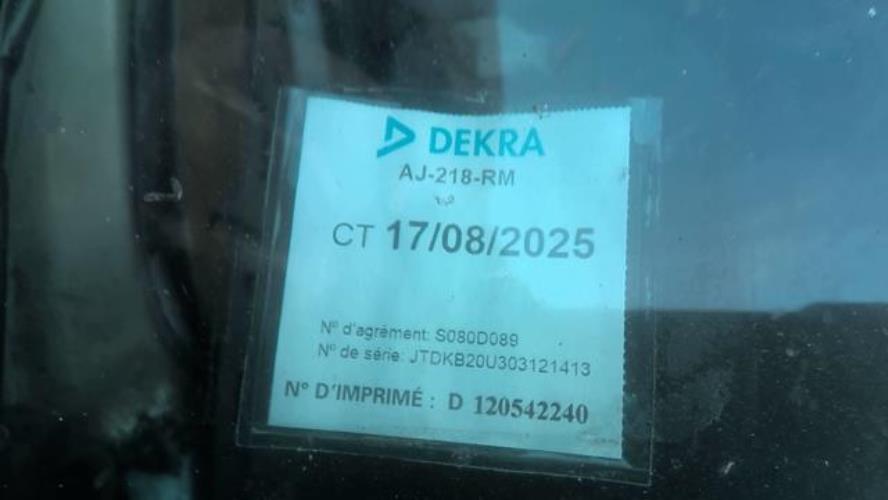 DEKRA
AJ-218-RM
CT 17/08/2025
N° d'agrément: S080D089
N° de série: JTDKB20U303121413
N° D'IMPRIMÉ : D 120542240